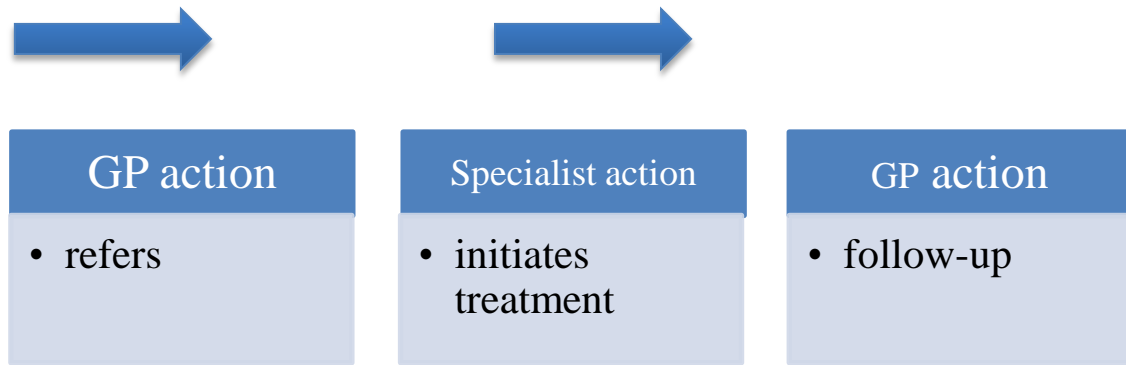 GP action
• refers
Specialist action
• initiates
treatment
GP action
• follow-up